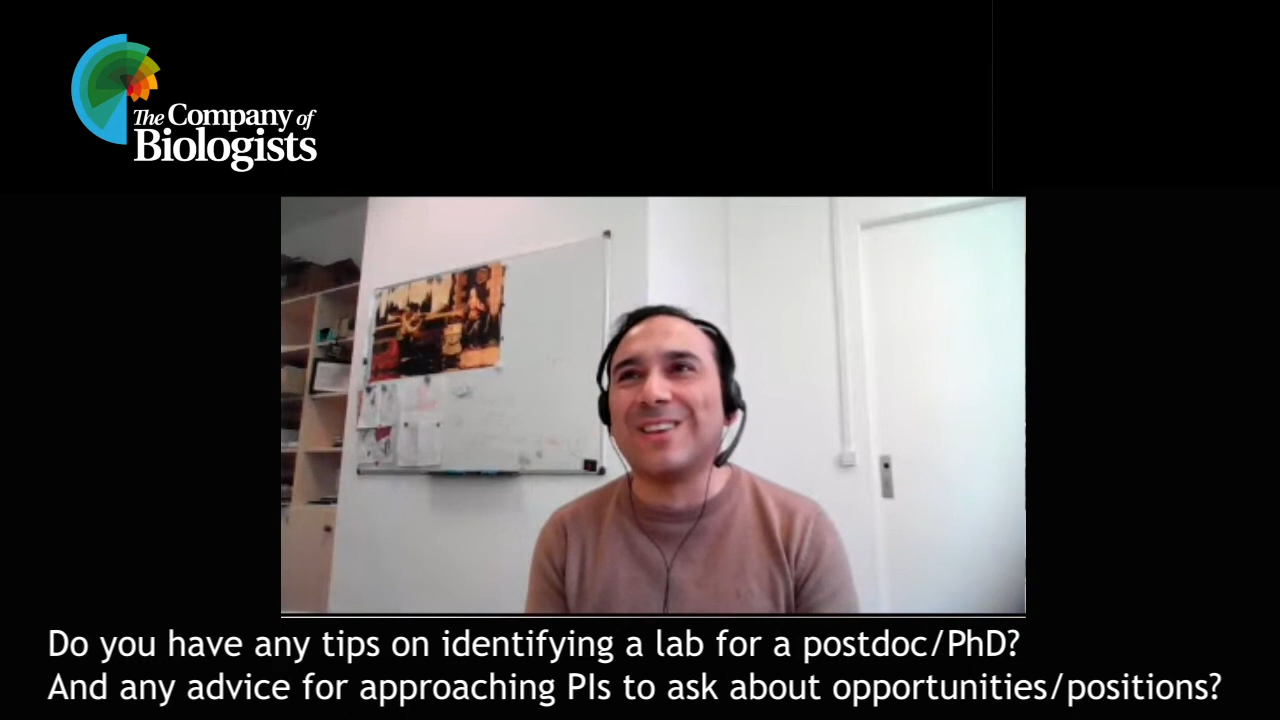 The Company of
Biologists
Do you have any tips on identifying a lab for a postdoc/PhD?
And any advice for approaching PIs to ask about opportunities/positions?